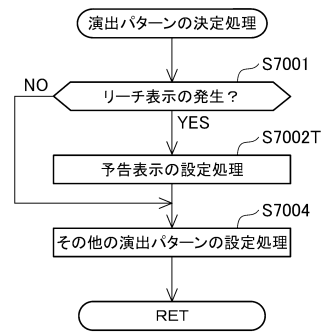 演出パターンの決定処理
S7001
NO
リーチ表示の発生？
YES
S7002T
予告表示の設定処理
S7004
その他の演出パターンの設定処理
RET